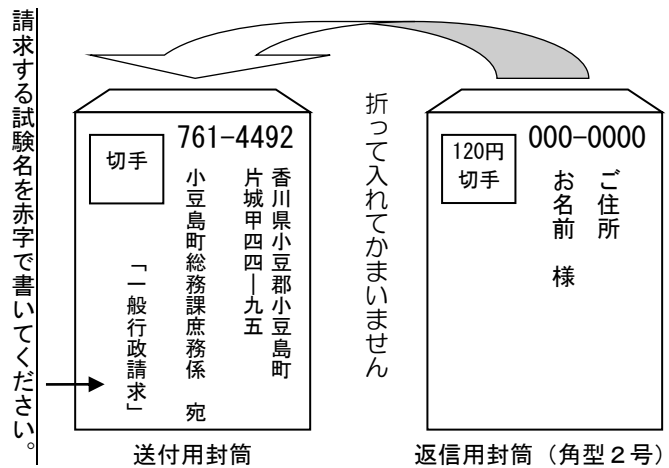 請求する試験名を赤字で書いてください。
切手
761-4492
香川県小豆郡小豆島町
片城甲四四―九五
小豆島町総務課庶務係　宛
「一般行政請求」
送付用封筒
折って入れてかまいません
120円
切手
000-0000
ご住所
お名前　様
返信用封筒（角型２号）